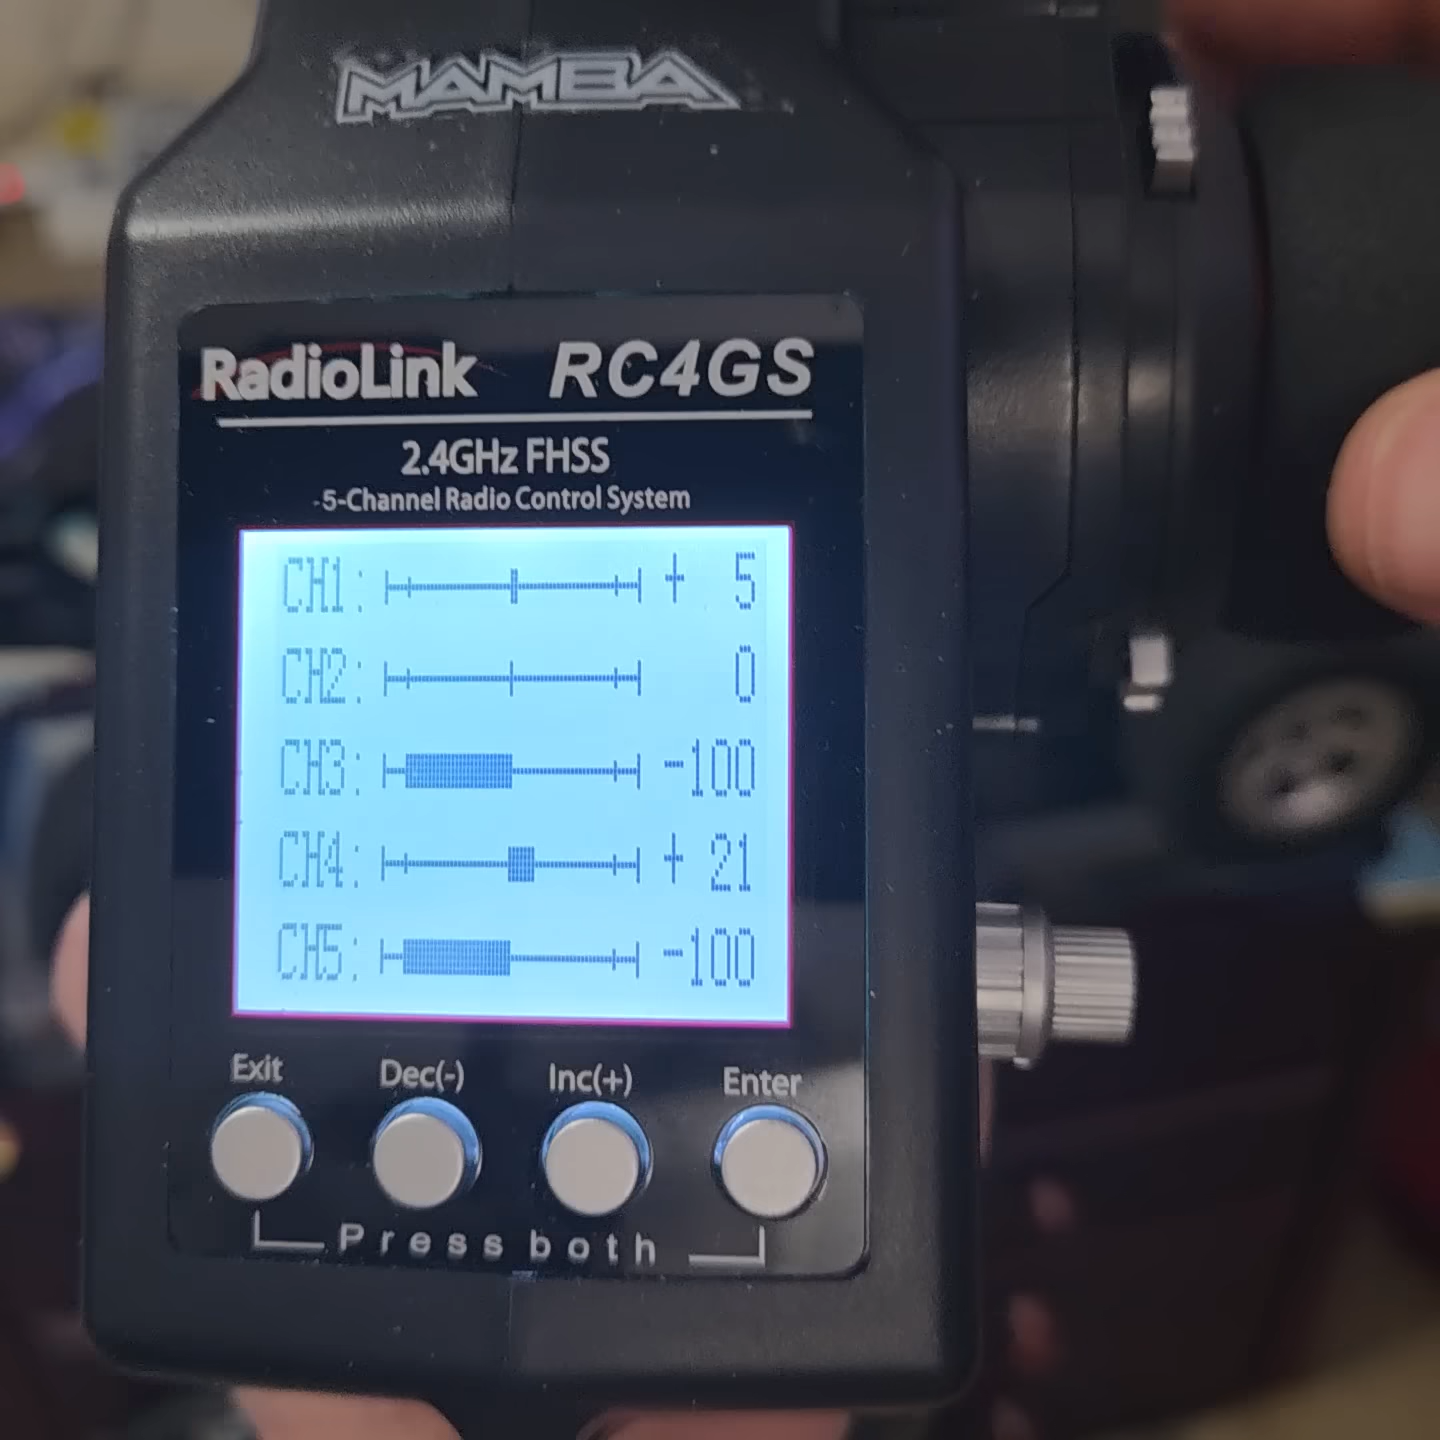 MAMBA
RadioLink RC4GS
2.4GHz FHSS
5-Channel Radio Control System
CH1: + 5
CH2: 0
CH3: -100
CH4: + 21
CH5: -100
Exit Dec(-) Inc(+) Enter
Press both